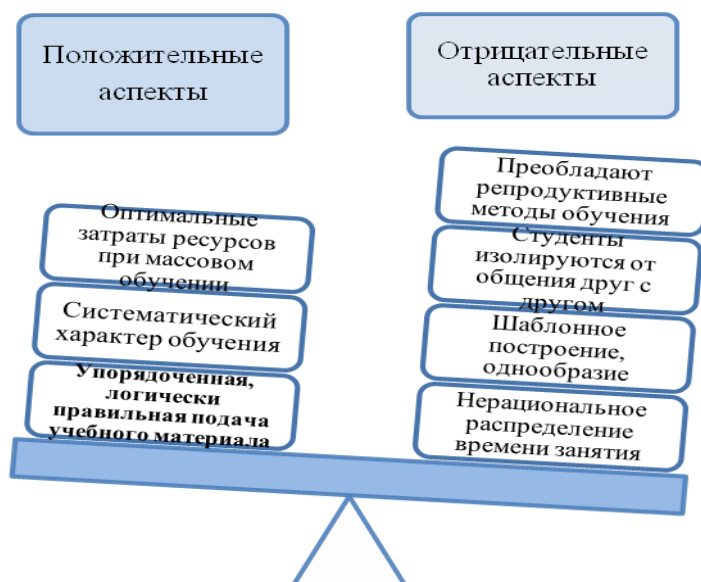 Положительные
аспекты
Отрицательные
аспекты
Оптимальные
затраты ресурсов
при массовом
обучении
Систематический
характер обучения
Упорядоченная,
логически
правильная подача
учебного материала
Преобладают
репродуктивные
методы обучения
Студенты
изолируются от
общения друг с
другом
Шаблонное
построение,
однообразие
Нерациональное
распределение
времени занятия